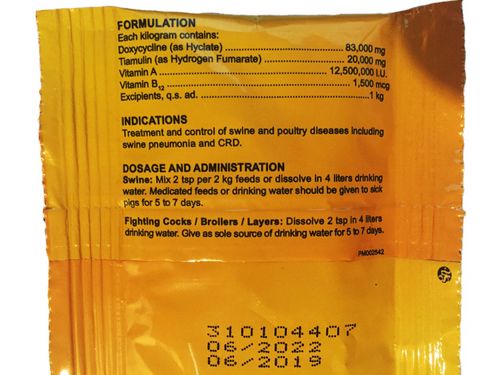 FORMULATION
Each kilogram contains:
Doxycycline (as Hyclate) ........................................ 83,000 mg
Tiamulin (as Hydrogen Fumarate) ........................... 20,000 mg
Vitamin A ....................................................... 12,500,000 I.U.
Vitamin B12 ........................................................... 1,500 mcg
Excipients, q.s. ad. ......................................................1 kg
INDICATIONS
Treatment and control of swine and poultry diseases including
swine pneumonia and CRD.
DOSAGE AND ADMINISTRATION
Swine: Mix 2 tsp per 2 kg feeds or dissolve in 4 liters drinking
water. Medicated feeds or drinking water should be given to sick
pigs for 5 to 7 days.
Fighting Cocks / Broilers / Layers: Dissolve 2 tsp in 4 liters
drinking water. Give as sole source of drinking water for 5 to 7 days.
PM002642
310104407
06/2022
06/2019